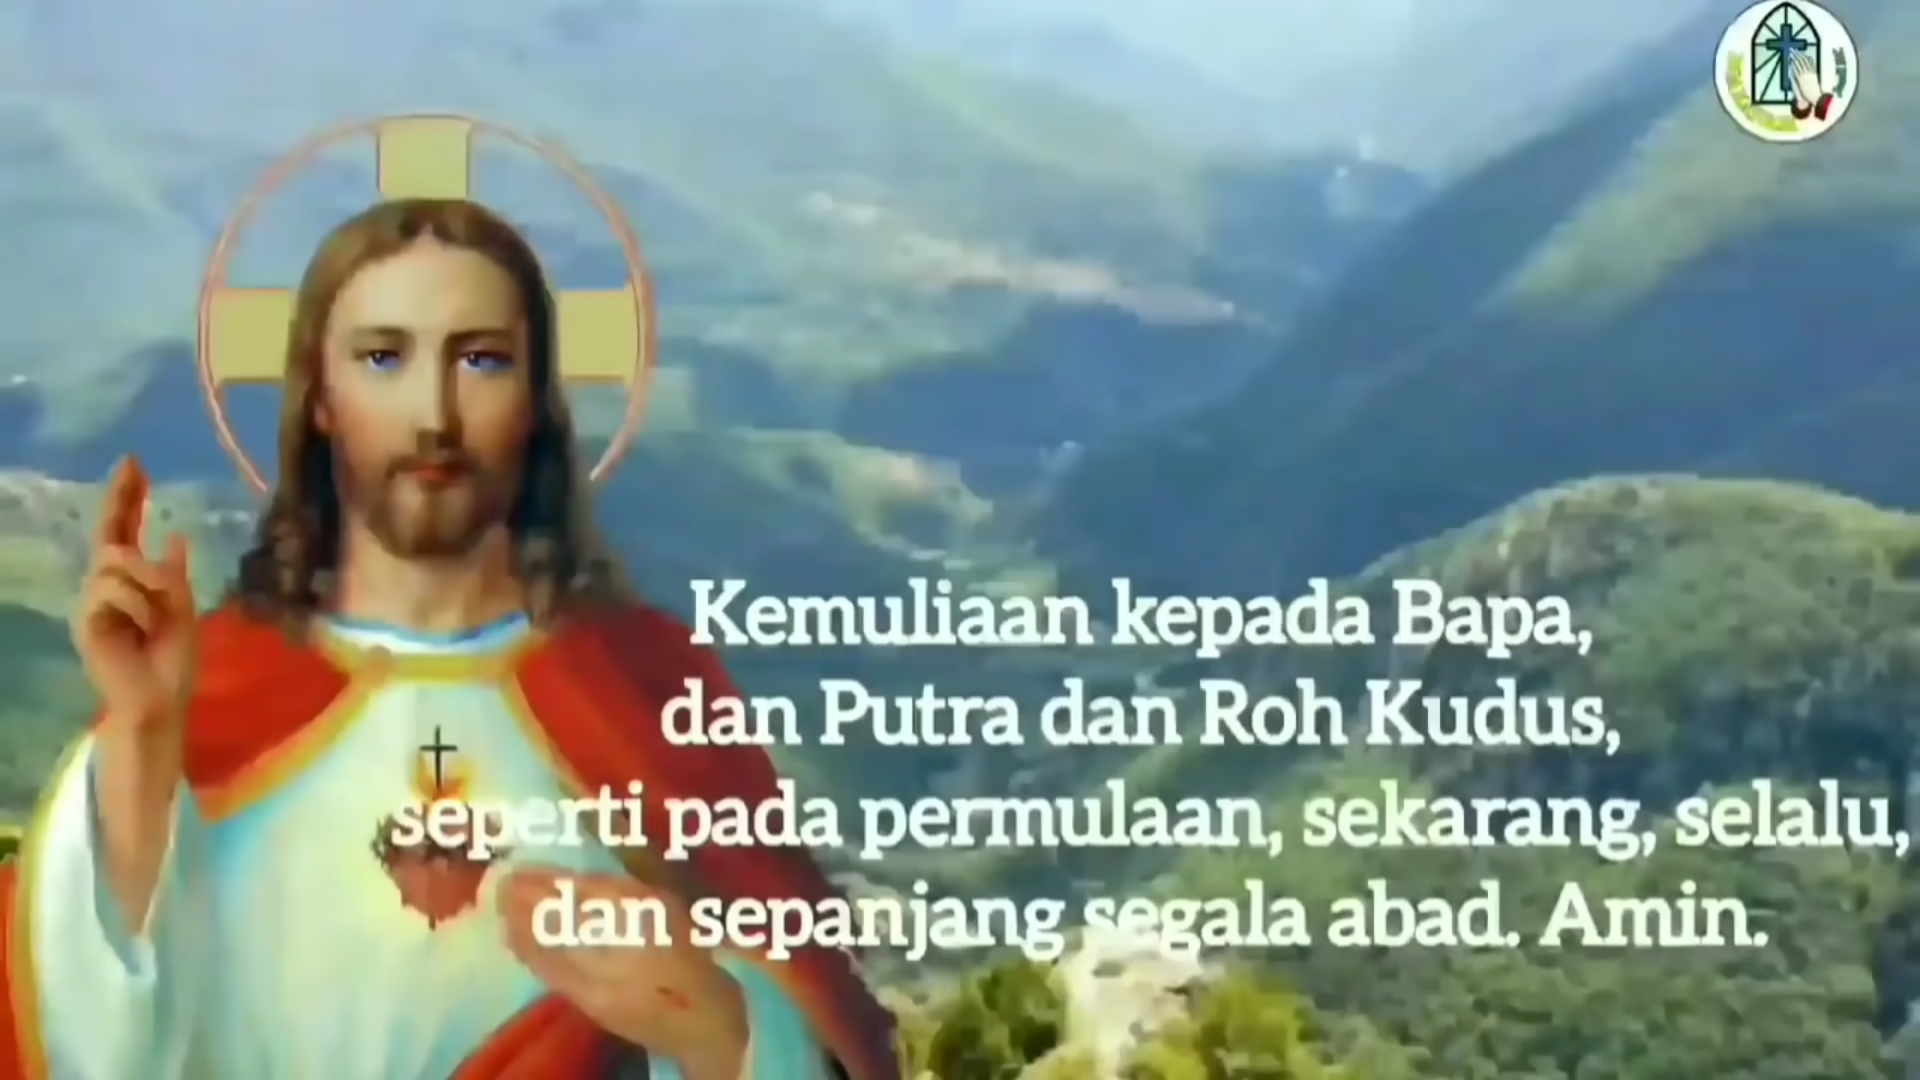 Kemuliaan kepada Bapa,
dan Putra dan Roh Kudus,
seperti pada permulaan, sekarang, selalu,
dan sepanjang segala abad. Amin.